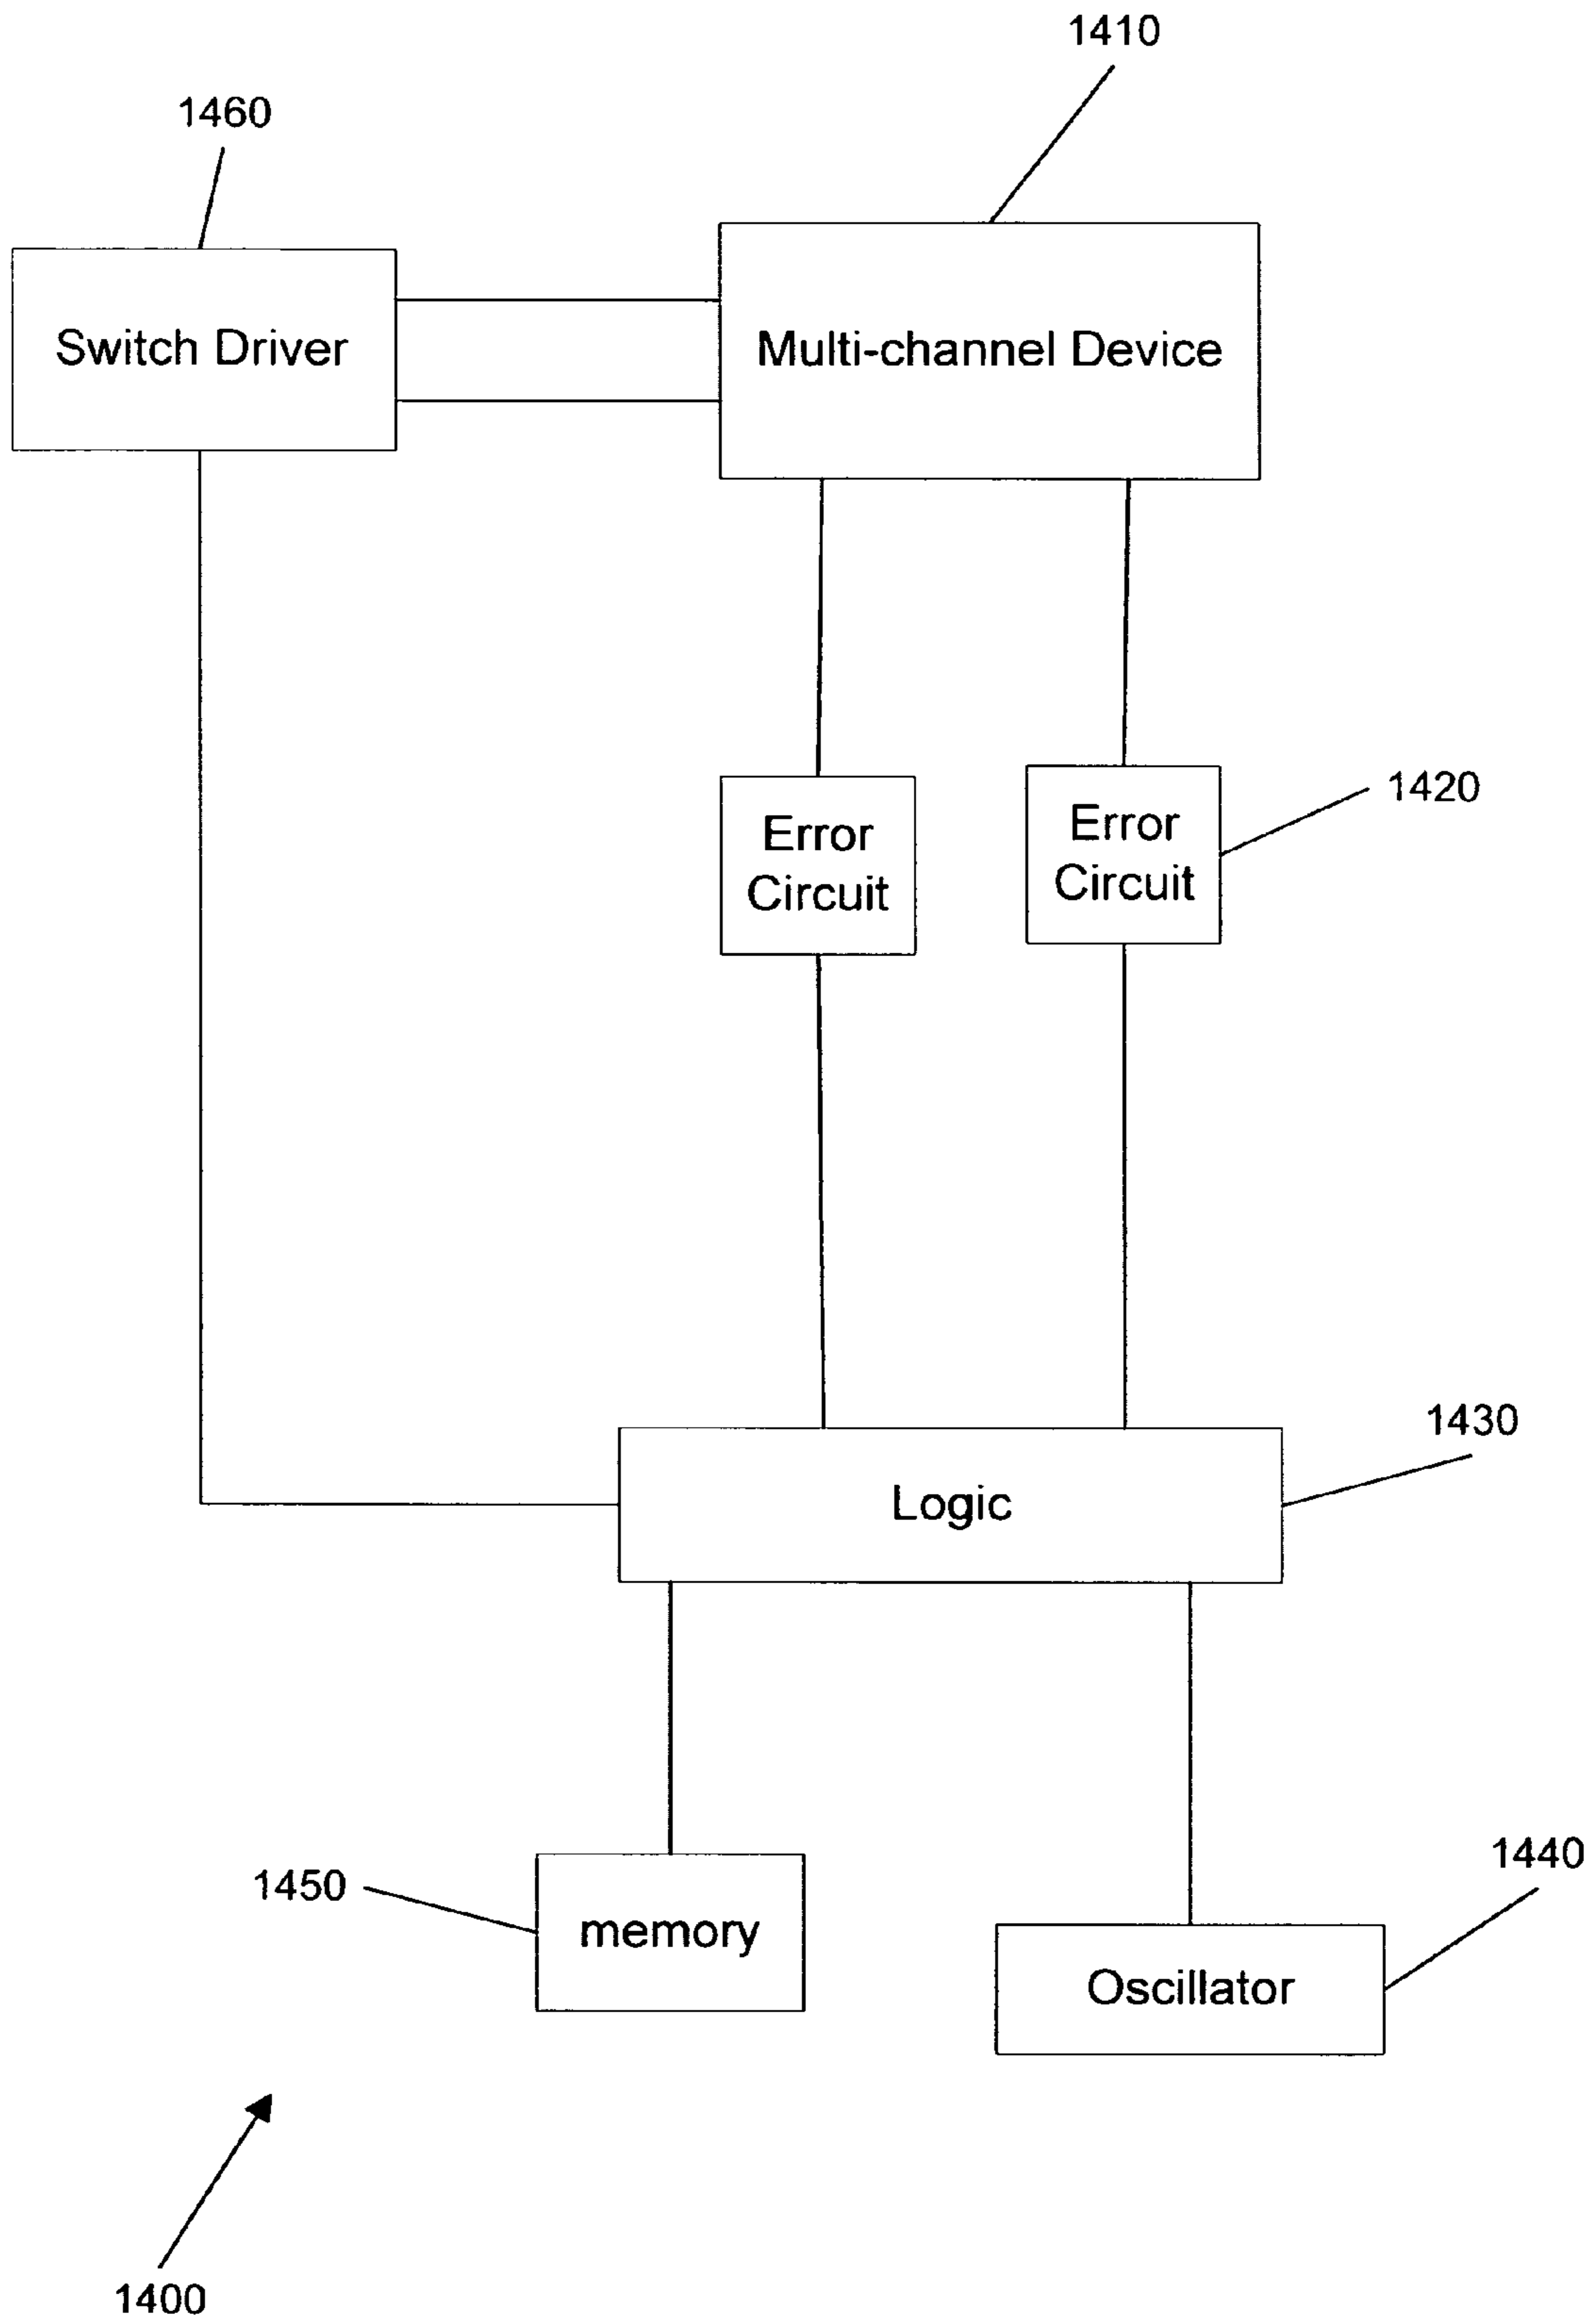 1410
1460
Switch Driver
Multi-channel Device
Error
Circuit
Error
Circuit
1420
1430
Logic
1450
memory
1440
Oscillator
1400